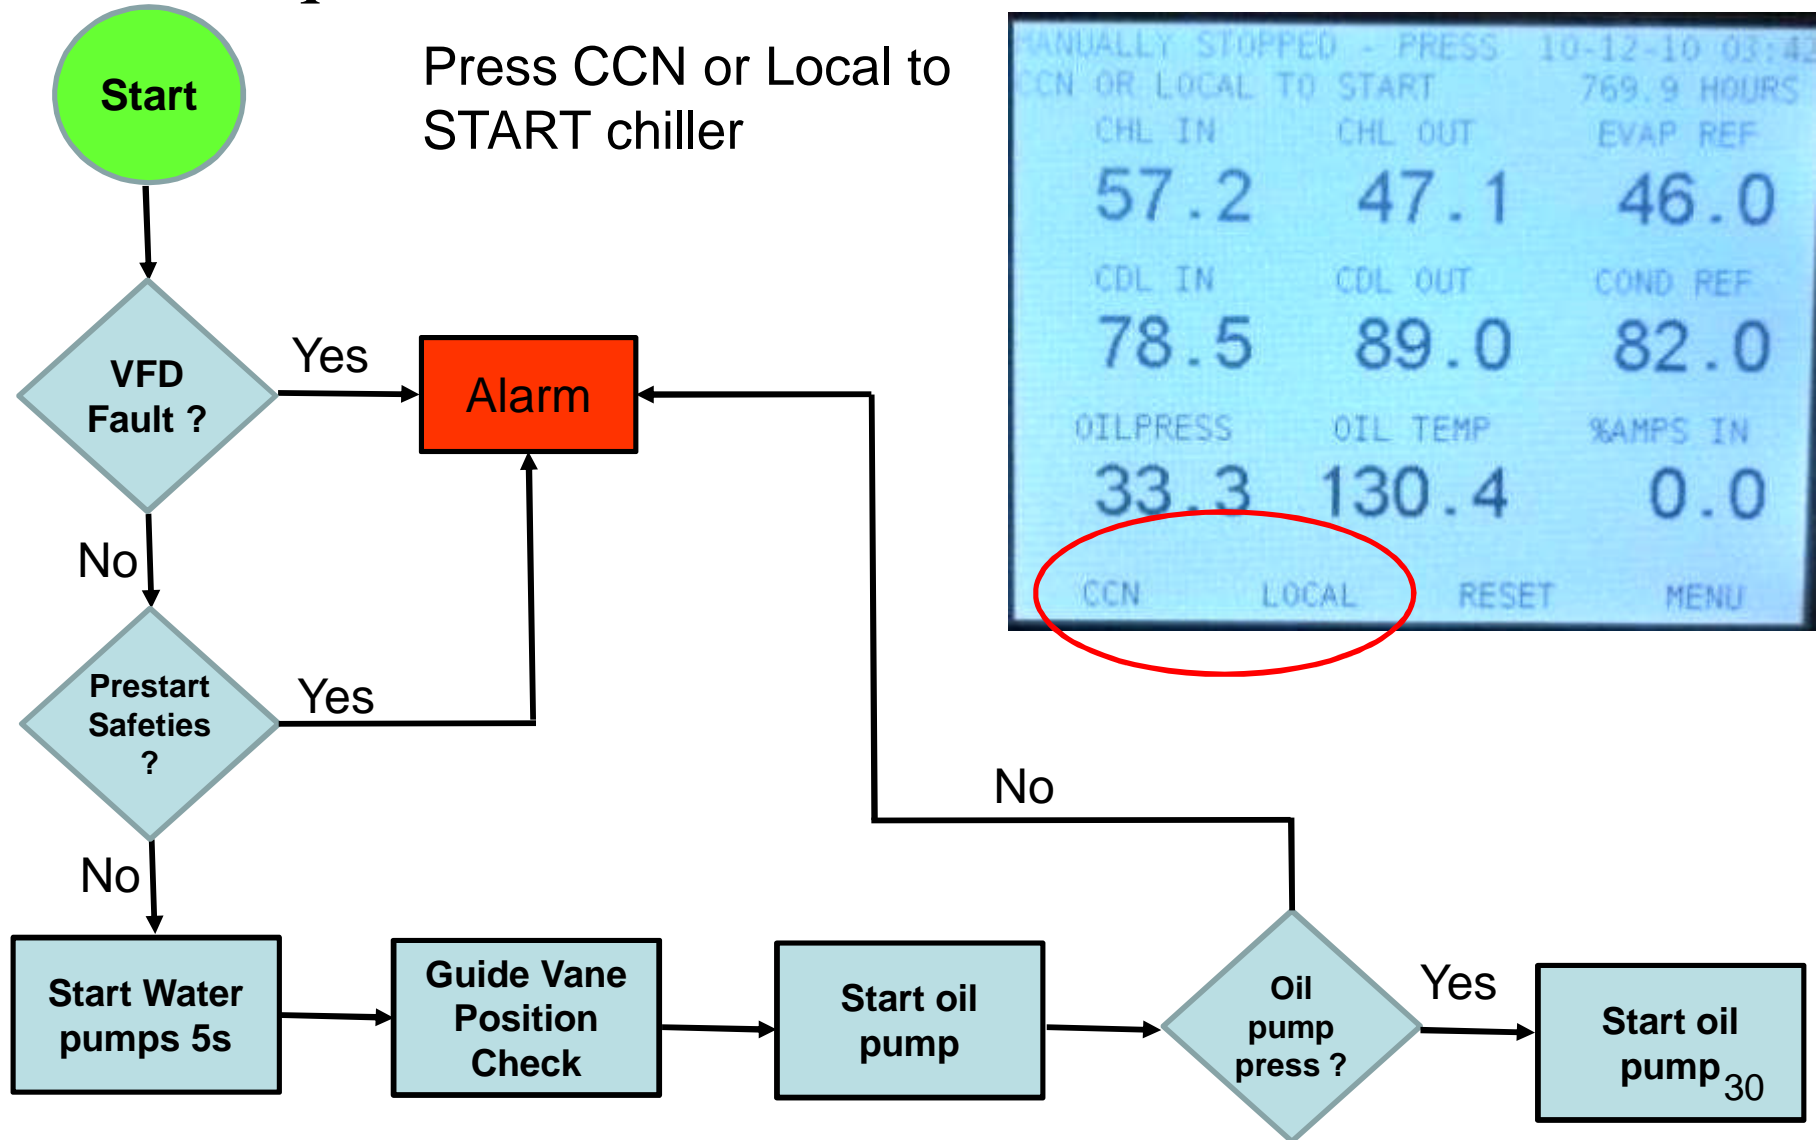 Start
Press CCN or Local to
START chiller
MANUALLY STOPPED - PRESS 10-12-10 03:42
CCN OR LOCAL TO START 769.9 HOURS
CHL IN CHL OUT EVAP REF
57.2 47.1 46.0
CDL IN CDL OUT COND REF
78.5 89.0 82.0
OILPRESS OIL TEMP %AMPS IN
33.3 130.4 0.0
CCN LOCAL RESET MENU
VFD
Fault ?
Yes
Alarm
No
Prestart
Safeties
?
Yes
No
No
Start Water
pumps 5s
Guide Vane
Position
Check
Start oil
pump
Oil
pump
press ?
Yes
Start oil
pump
30